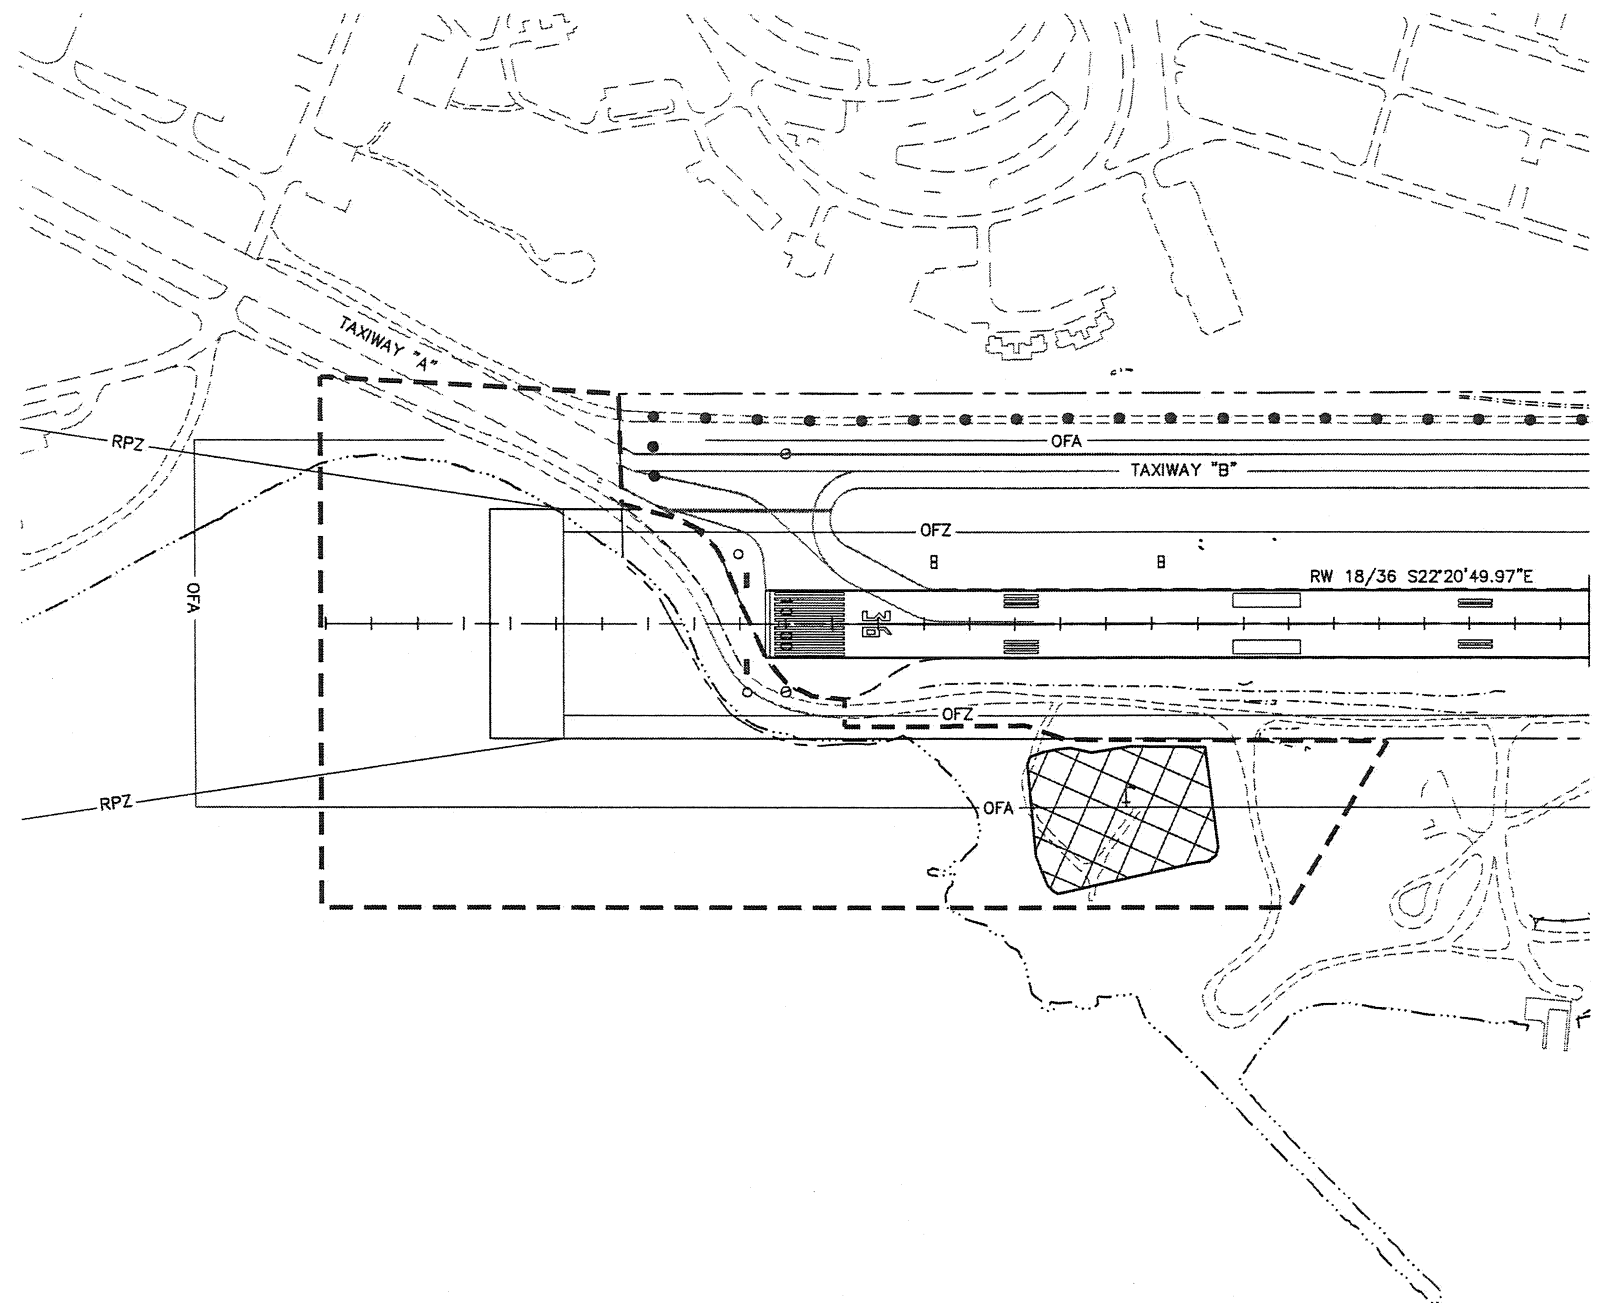 TAXIWAY "A"
RPZ
OFA
TAXIWAY "B"
OFZ
RW 18/36 S22°20'49.97"E
OFA
36
OFZ
RPZ
OFA